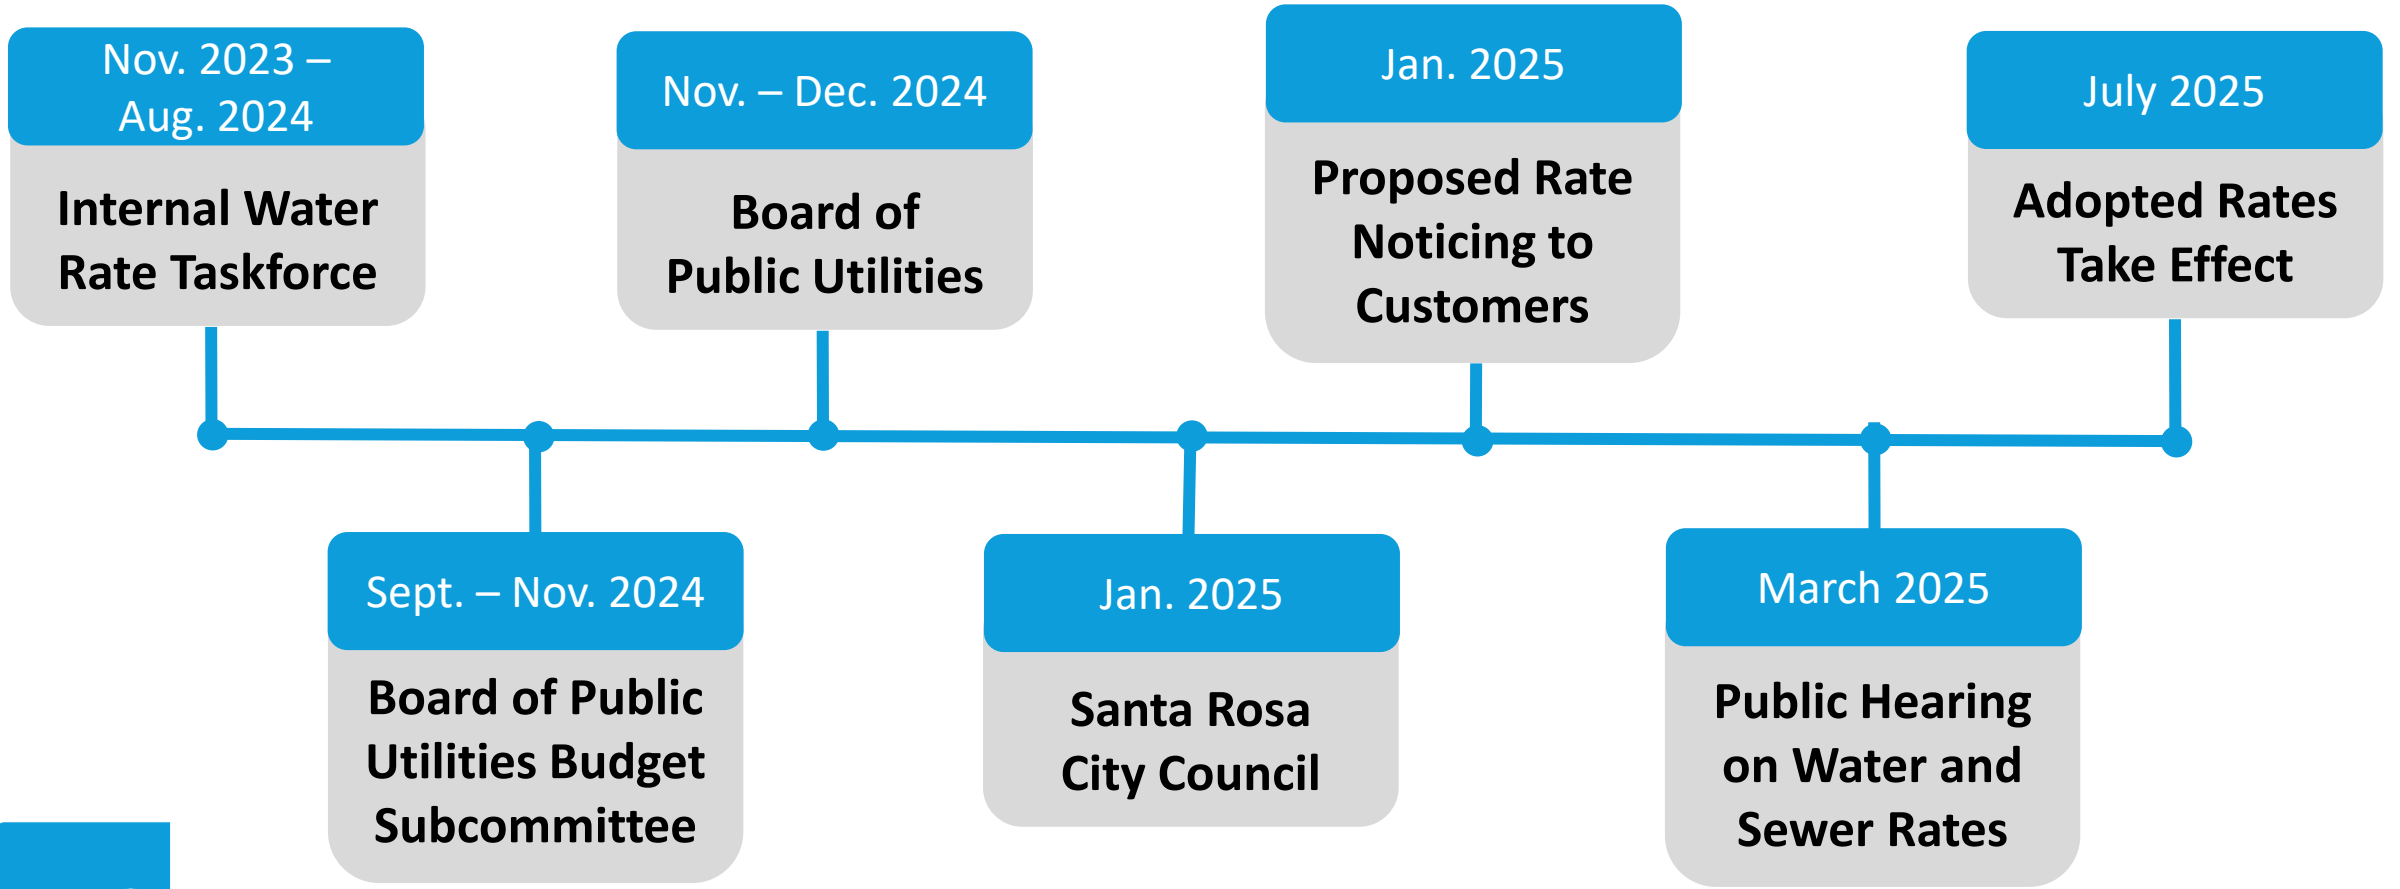 Nov. 2023 –
Aug. 2024
Internal Water
Rate Taskforce
Sept. – Nov. 2024
Board of Public
Utilities Budget
Subcommittee
Nov. – Dec. 2024
Board of
Public Utilities
Jan. 2025
Santa Rosa
City Council
Jan. 2025
Proposed Rate
Noticing to
Customers
March 2025
Public Hearing
on Water and
Sewer Rates
July 2025
Adopted Rates
Take Effect